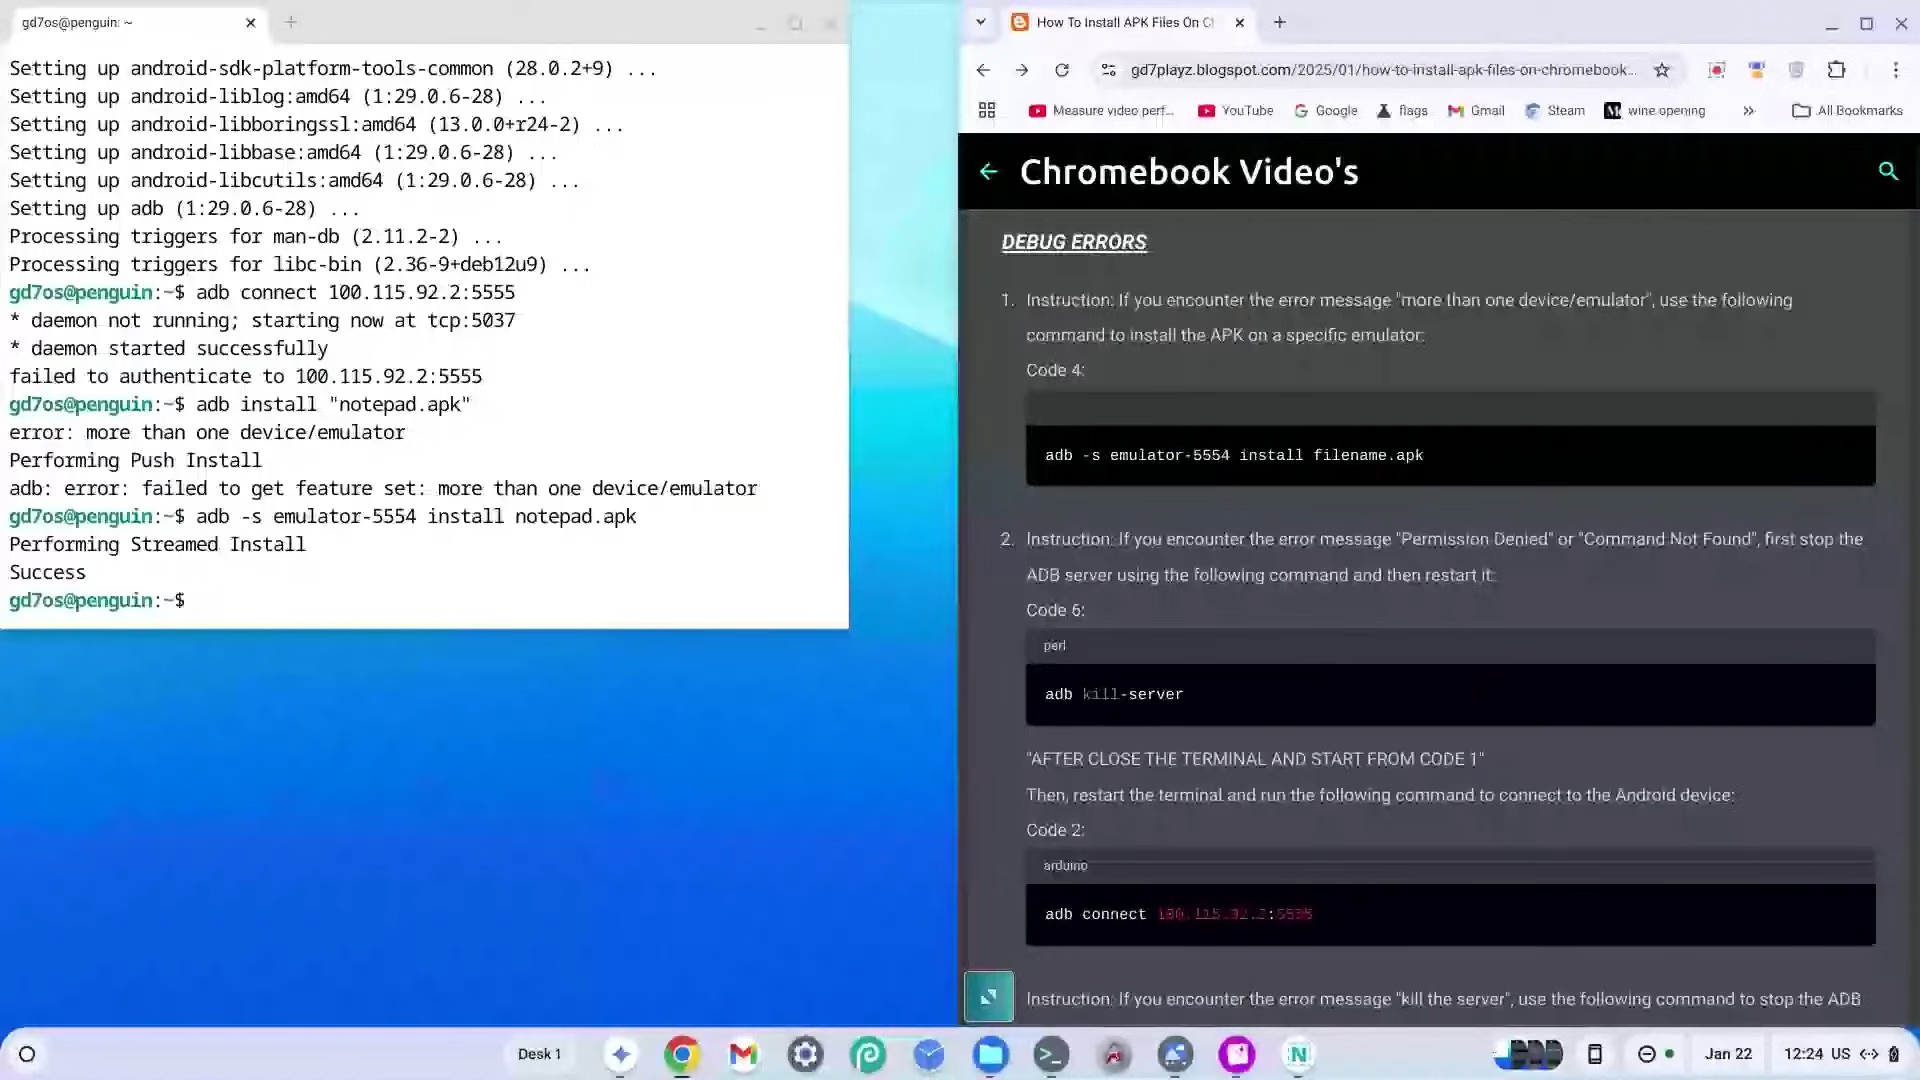 gd7os@penguin: ~
Setting up android-sdk-platform-tools-common (28.0.2+9) ...
Setting up android-liblog:amd64 (1:29.0.6-28) ...
Setting up android-libboringssl:amd64 (13.0.0+r24-2) ...
Setting up android-libbase:amd64 (1:29.0.6-28) ...
Setting up android-libcutils:amd64 (1:29.0.6-28) ...
Setting up adb (1:29.0.6-28) ...
Processing triggers for man-db (2.11.2-2) ...
Processing triggers for libc-bin (2.36-9+deb12u9) ...
gd7os@penguin:~$ adb connect 100.115.92.2:5555
* daemon not running; starting now at tcp:5037
* daemon started successfully
failed to authenticate to 100.115.92.2:5555
gd7os@penguin:~$ adb install "notepad.apk"
error: more than one device/emulator
Performing Push Install
adb: error: failed to get feature set: more than one device/emulator
gd7os@penguin:~$ adb -s emulator-5554 install notepad.apk
Performing Streamed Install
Success
gd7os@penguin:~$
How To Install APK Files On C
gd7playz.blogspot.com/2025/01/how-to-install-apk-files-on-chromebook...
Measure video perf... YouTube Google flags Gmail Steam wine opening All Bookmarks
Chromebook Video's
DEBUG ERRORS
1. Instruction: If you encounter the error message "more than one device/emulator", use the following
command to install the APK on a specific emulator:
Code 4:
adb -s emulator-5554 install filename.apk
2. Instruction: If you encounter the error message "Permission Denied" or "Command Not Found", first stop the
ADB server using the following command and then restart it:
Code 6:
perl
adb kill-server
"AFTER CLOSE THE TERMINAL AND START FROM CODE 1"
Then, restart the terminal and run the following command to connect to the Android device:
Code 2:
arduino
adb connect 100.115.92.2:5555
Instruction: If you encounter the error message "kill the server", use the following command to stop the ADB
Desk 1
Jan 22
12:24 US